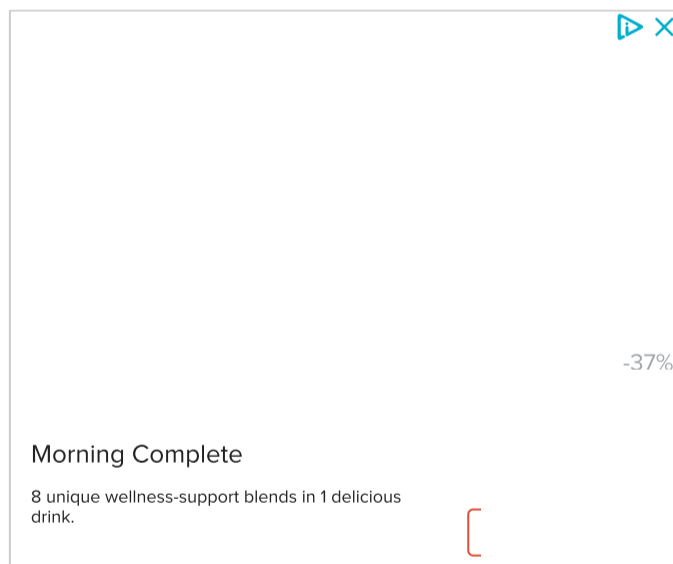 -37%
Morning Complete
8 unique wellness-support blends in 1 delicious
drink.